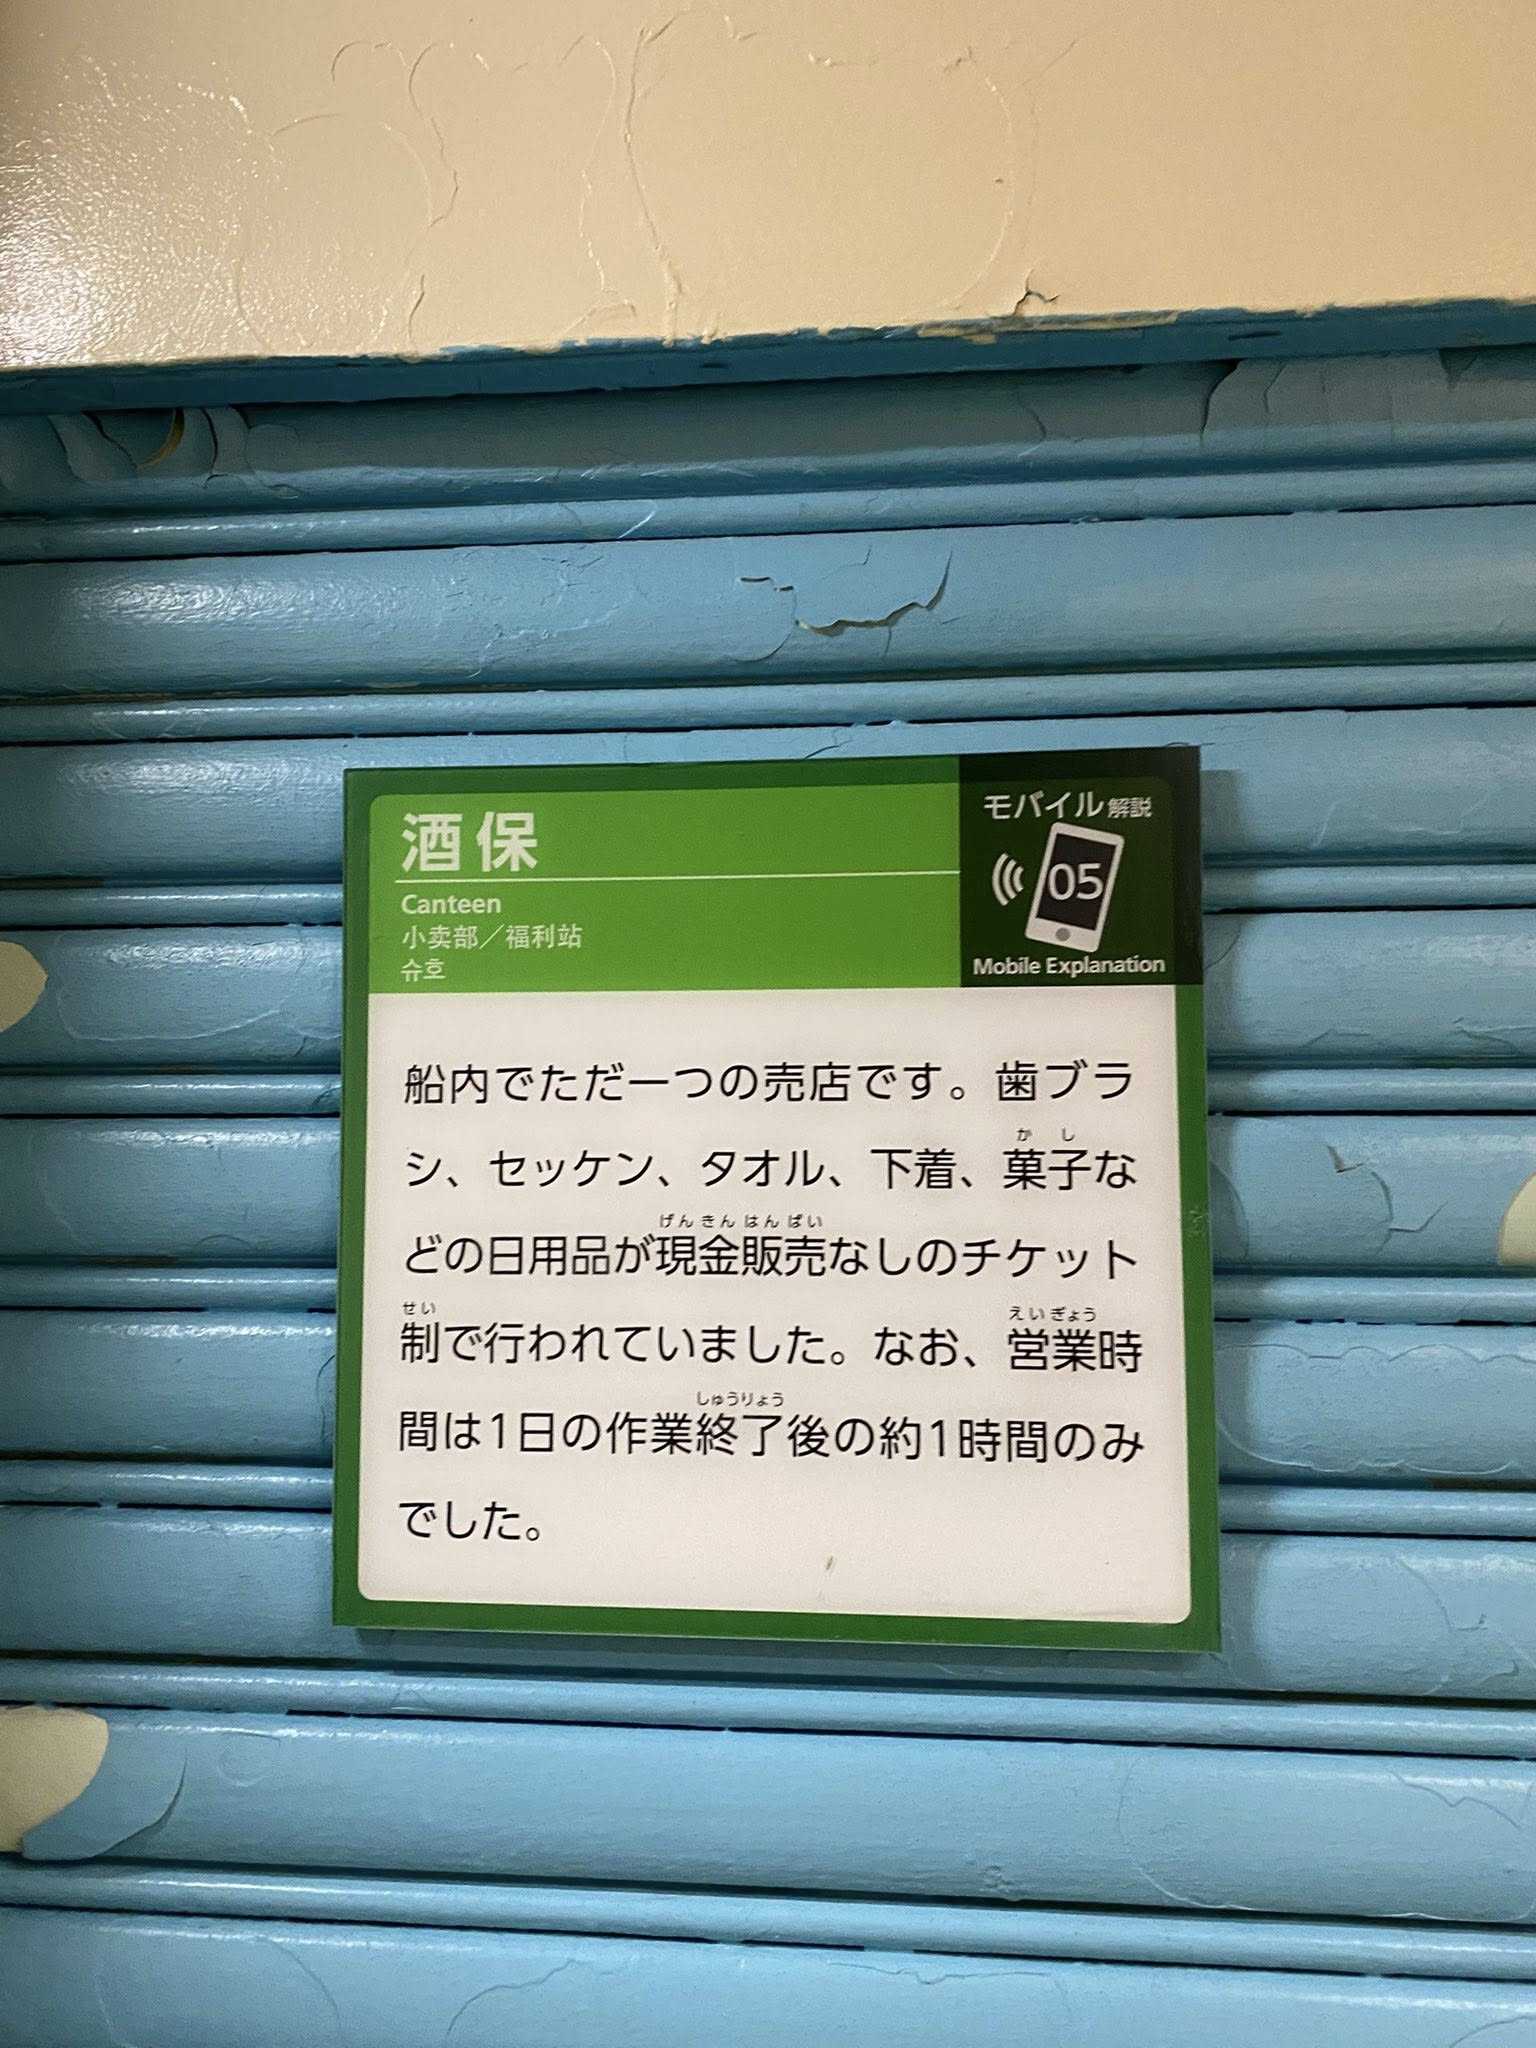 酒保
Canteen
小卖部／福利站
슈호
モバイル解説
05
Mobile Explanation
船内でただ一つの売店です。歯ブラ
かし
シ、セッケン、タオル、下着、菓子な
げんきんはんばい
どの日用品が現金販売なしのチケット
せい えいぎょう
制で行われていました。なお、営業時
しゅうりょう
間は1日の作業終了後の約1時間のみ
でした。